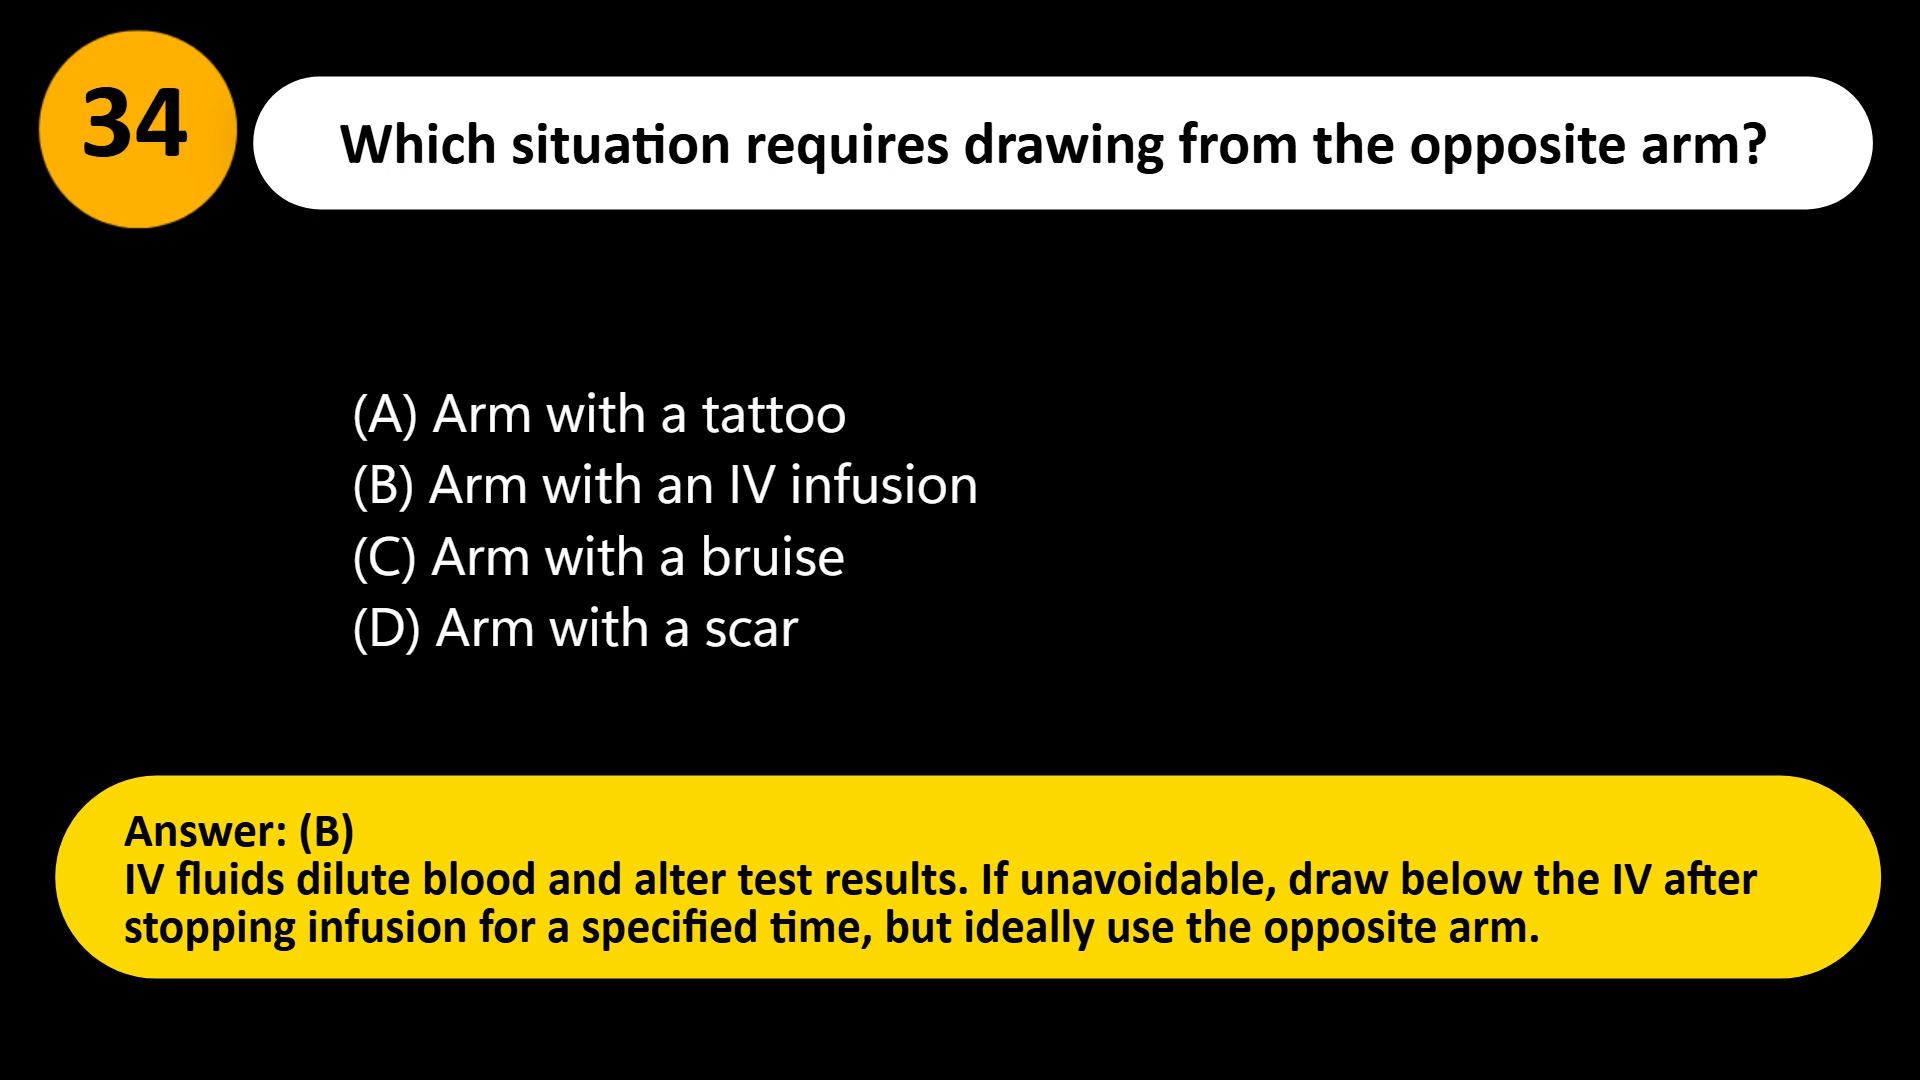 34
Which situation requires drawing from the opposite arm?
(A) Arm with a tattoo
(B) Arm with an IV infusion
(C) Arm with a bruise
(D) Arm with a scar
Answer: (B)
IV fluids dilute blood and alter test results. If unavoidable, draw below the IV after
stopping infusion for a specified time, but ideally use the opposite arm.